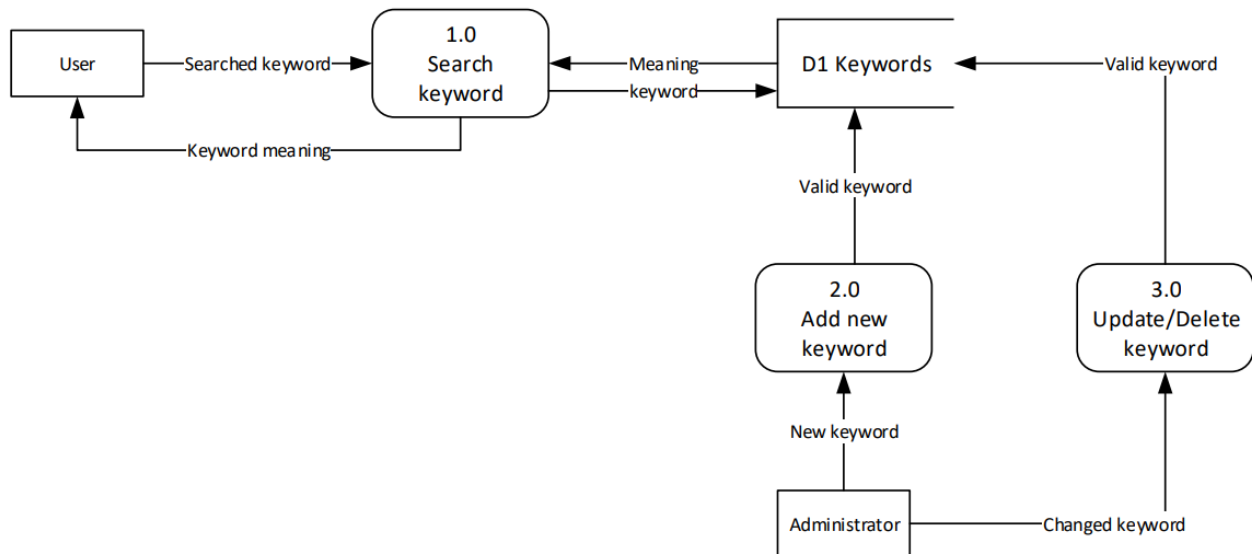 1.0
Search
keyword
User
Searched keyword
Meaning
keyword
D1 Keywords
Valid keyword
Keyword meaning
Valid keyword
2.0
Add new
keyword
3.0
Update/Delete
keyword
New keyword
Administrator
Changed keyword